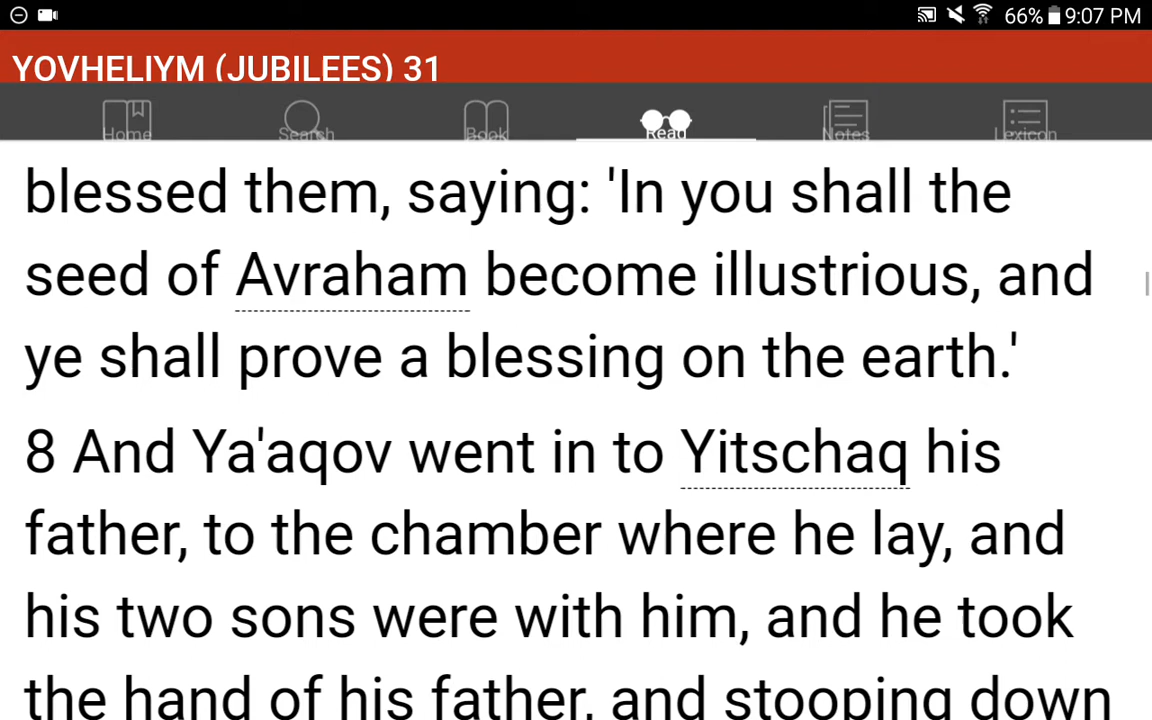 66% 9:07 PM
YOVHELIYM (JUBILEES) 31
Home Search Book Read Notes Lexicon
blessed them, saying: 'In you shall the
seed of Avraham become illustrious, and
ye shall prove a blessing on the earth.'
8 And Ya'aqov went in to Yitschaq his
father, to the chamber where he lay, and
his two sons were with him, and he took
the hand of his father, and stooping down